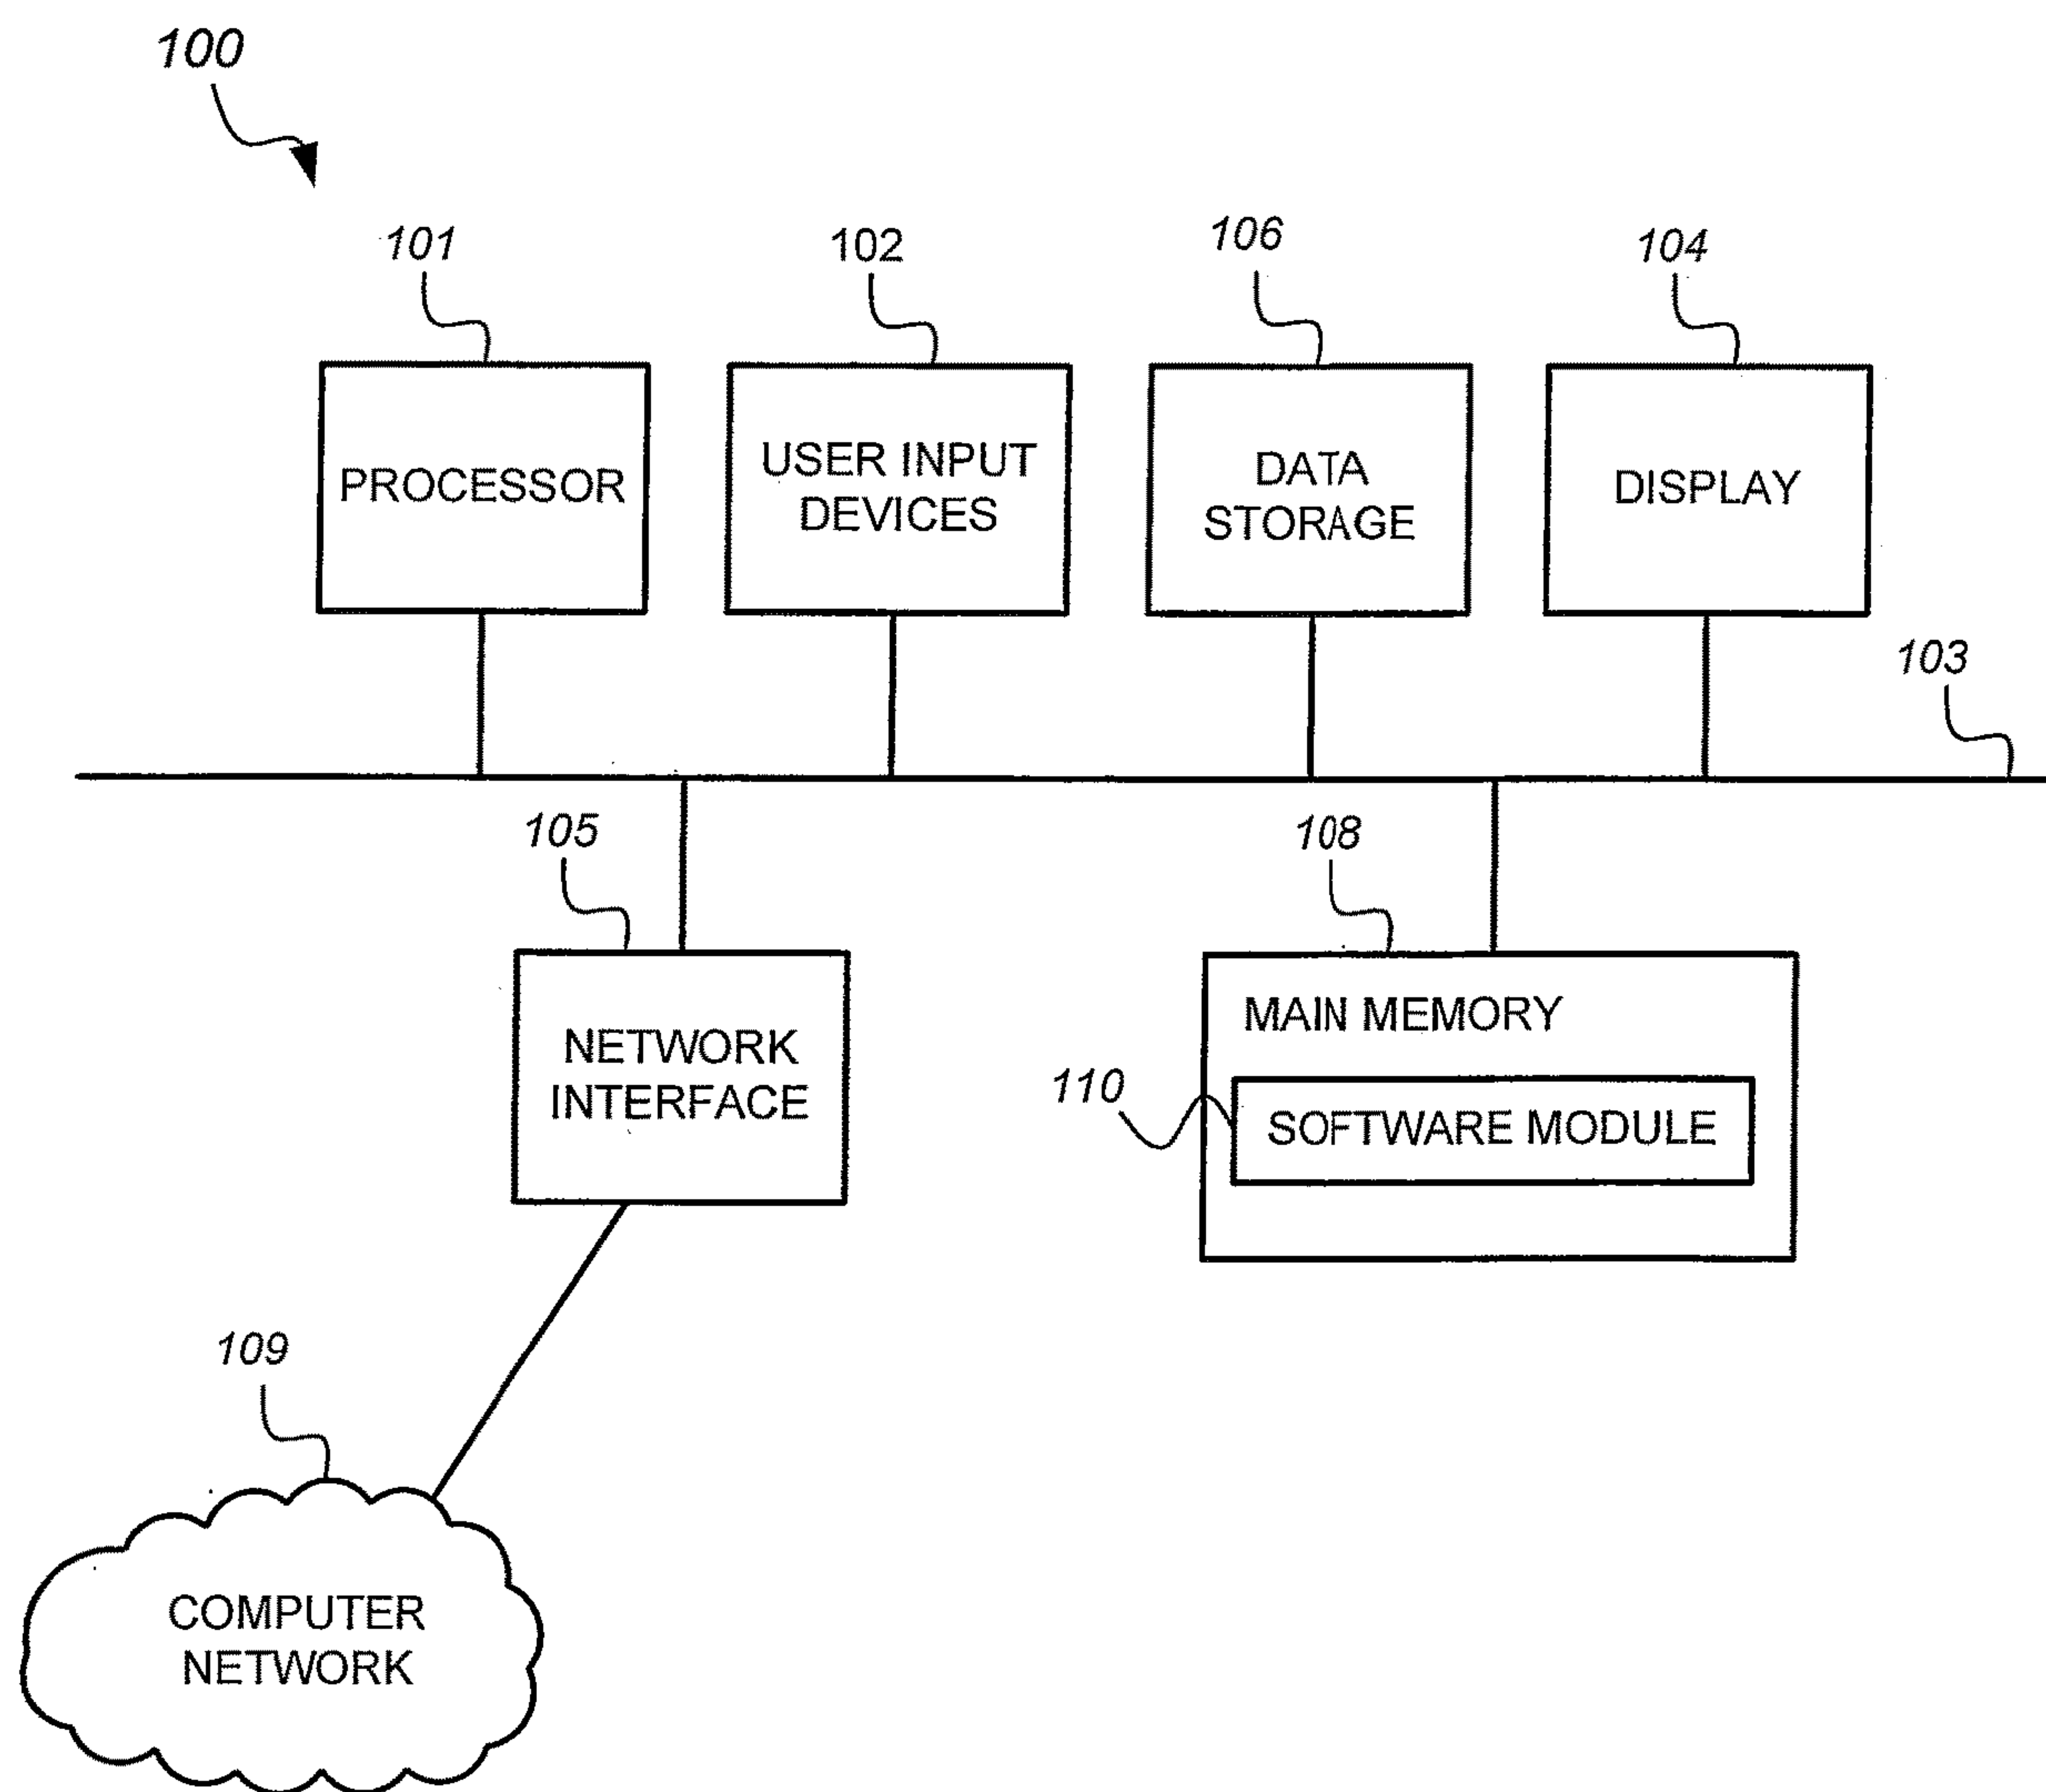 100
101
102
106
104
PROCESSOR
USER INPUT
DEVICES
DATA
STORAGE
DISPLAY
103
105
108
NETWORK
INTERFACE
MAIN MEMORY
110
SOFTWARE MODULE
109
COMPUTER
NETWORK